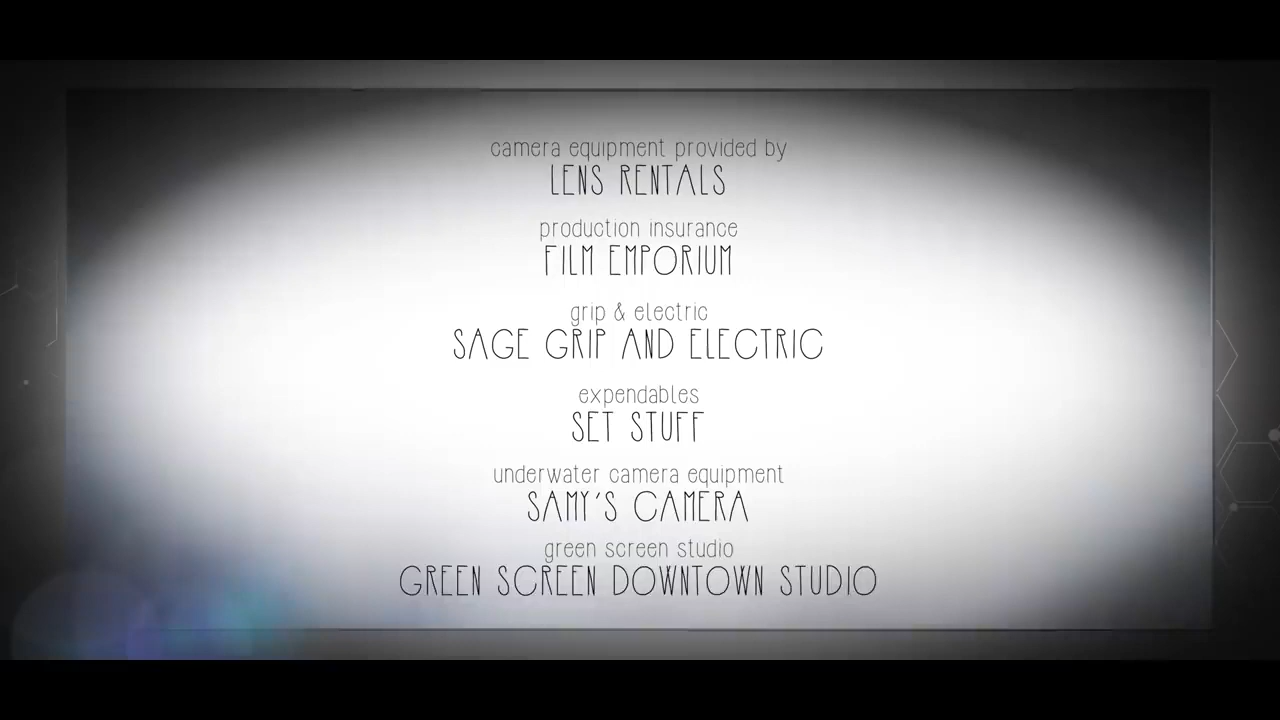 camera equipment provided by
LENS RENTALS
production insurance
FILM EMPORIUM
grip & electric
SAGE GRIP AND ELECTRIC
expendables
SET STUFF
underwater camera equipment
SAMY'S CAMERA
green screen studio
GREEN SCREEN DOWNTOWN STUDIO